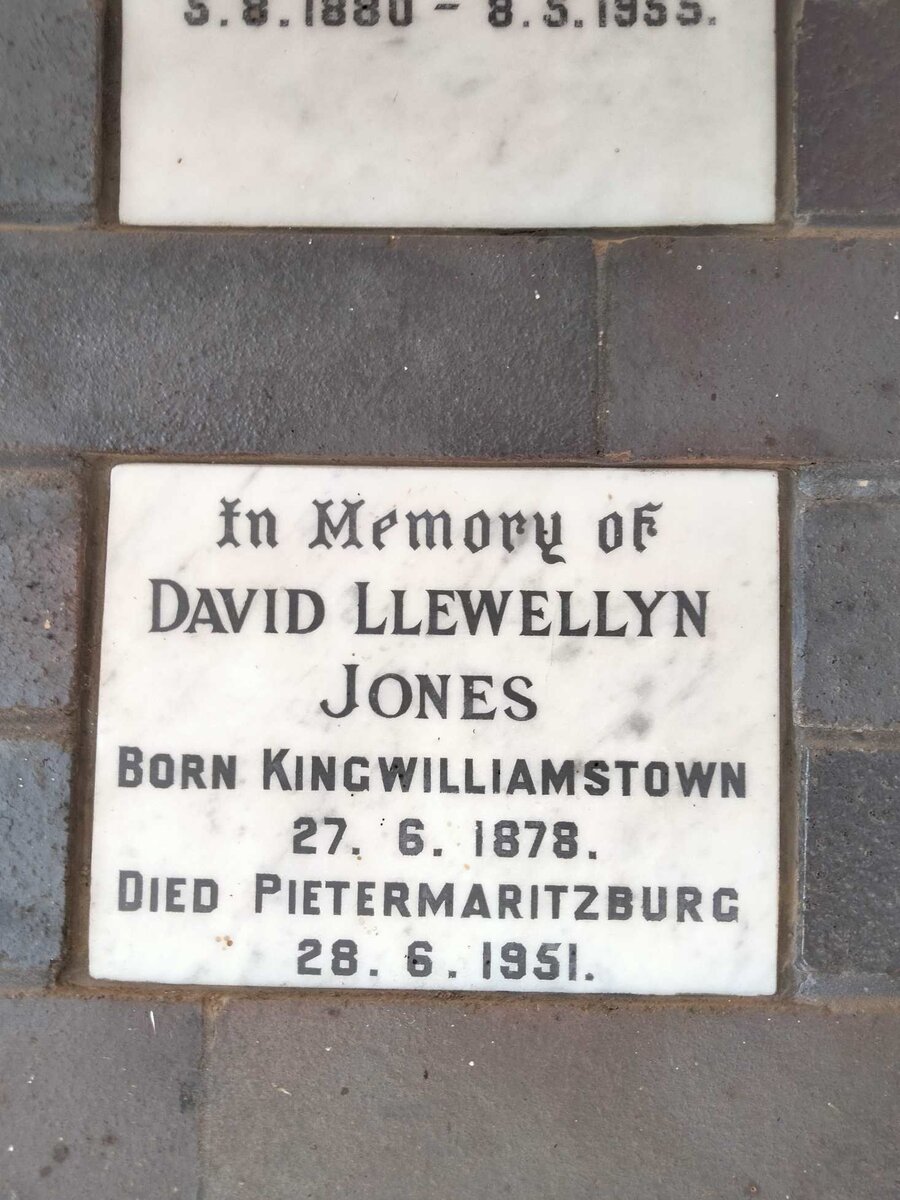 In Memory of
DAVID LLEWELLYN
JONES
BORN KINGWILLIAMSTOWN
27. 6. 1878.
DIED PIETERMARITZBURG
28. 6. 1951.